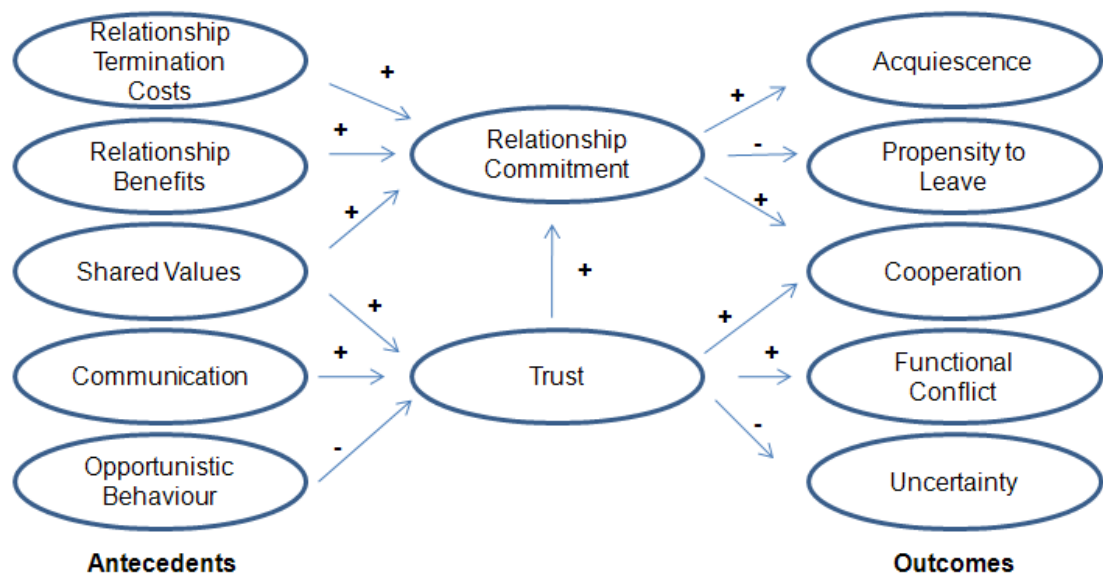 Relationship
Termination
Costs
+
Acquiescence
+
Relationship
Benefits
+
Relationship
Commitment
-
Propensity to
Leave
+
+
Shared Values
+
Cooperation
+
+
Communication
+
Trust
+
Functional
Conflict
Opportunistic
Behaviour
-
-
Uncertainty
Antecedents
Outcomes